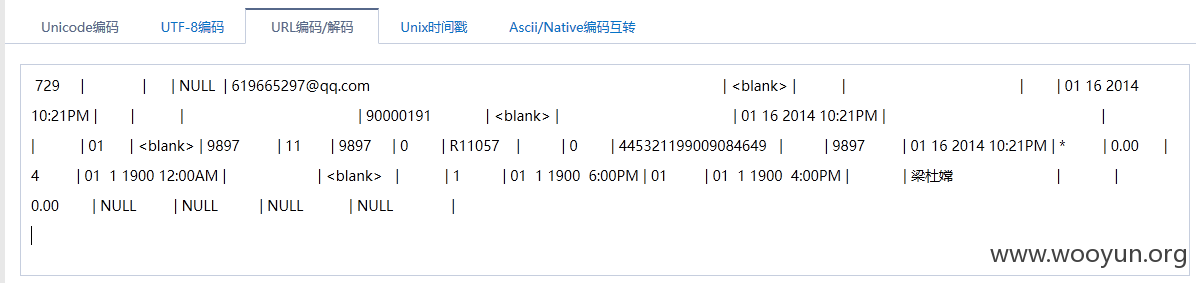 Unicode编码 UTF-8编码 URL编码/解码 Unix时间戳 Ascii/Native编码互转
729 | | | NULL | 619665297@qq.com | <blank> | | | | 01 16 2014
10:21PM | | | | 90000191 | <blank> | | 01 16 2014 10:21PM | |
| | 01 | <blank> | 9897 | 11 | 9897 | 0 | R11057 | | 0 | 445321199009084649 | | 9897 | 01 16 2014 10:21PM | * | 0.00 |
4 | 01 1 1900 12:00AM | | <blank> | | 1 | 01 1 1900 6:00PM | 01 | 01 1 1900 4:00PM | | 梁杜嫦 | | |
0.00 | NULL | NULL | NULL | NULL |
www.wooyun.org